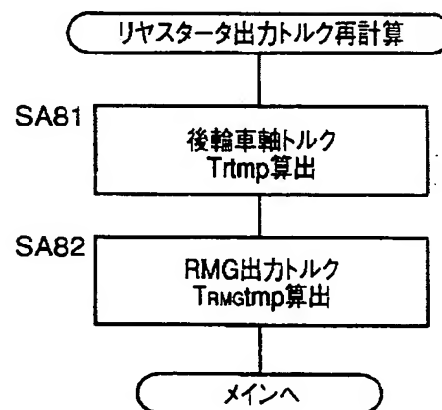 リヤスタータ出力トルク再計算
SA81
後輪車軸トルク
Trtmp算出
SA82
RMG出力トルク
TRMGtmp算出
メインへ